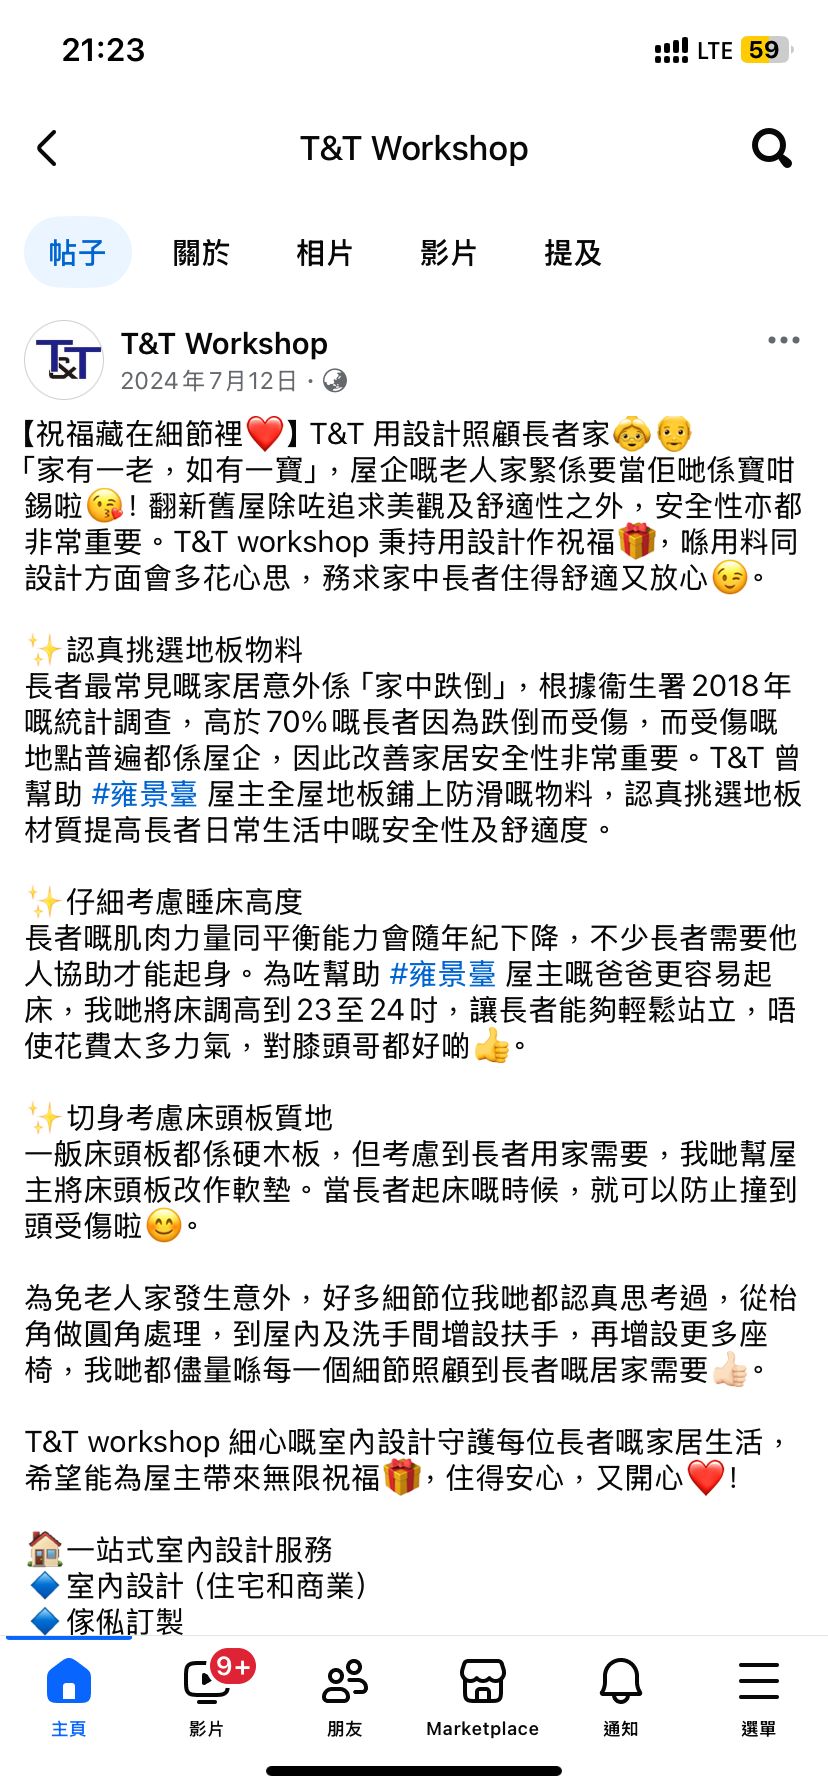 21:23 LTE 59
T&T Workshop
帖子 關於 相片 影片 提及
T&T
T&T Workshop
2024年7月12日 ·
【祝福藏在細節裡❤️】T&T 用設計照顧長者家👵👴
「家有一老，如有一寶」，屋企嘅老人家緊係要當佢哋係寶咁
錫啦😘！翻新舊屋除咗追求美觀及舒適性之外，安全性亦都
非常重要。T&T workshop 秉持用設計作祝福🎁，喺用料同
設計方面會多花心思，務求家中長者住得舒適又放心😉。
✨認真挑選地板物料
長者最常見嘅家居意外係「家中跌倒」，根據衞生署2018年
嘅統計調查，高於70%嘅長者因為跌倒而受傷，而受傷嘅
地點普遍都係屋企，因此改善家居安全性非常重要。T&T 曾
幫助 #雍景臺 屋主全屋地板鋪上防滑嘅物料，認真挑選地板
材質提高長者日常生活中嘅安全性及舒適度。
✨仔細考慮睡床高度
長者嘅肌肉力量同平衡能力會隨年紀下降，不少長者需要他
人協助才能起身。為咗幫助 #雍景臺 屋主嘅爸爸更容易起
床，我哋將床調高到23至24吋，讓長者能夠輕鬆站立，唔
使花費太多力氣，對膝頭哥都好啲👍。
✨切身考慮床頭板質地
一般床頭板都係硬木板，但考慮到長者用家需要，我哋幫屋
主將床頭板改作軟墊。當長者起床嘅時候，就可以防止撞到
頭受傷啦😊。
為免老人家發生意外，好多細節位我哋都認真思考過，從枱
角做圓角處理，到屋內及洗手間增設扶手，再增設更多座
椅，我哋都儘量喺每一個細節照顧到長者嘅居家需要👍🏻。
T&T workshop 細心嘅室內設計守護每位長者嘅家居生活，
希望能為屋主帶來無限祝福🎁，住得安心，又開心❤️！
🏠一站式室內設計服務
🔷室內設計（住宅和商業）
🔷傢俬訂製
9+
主頁 影片 朋友 Marketplace 通知 選單